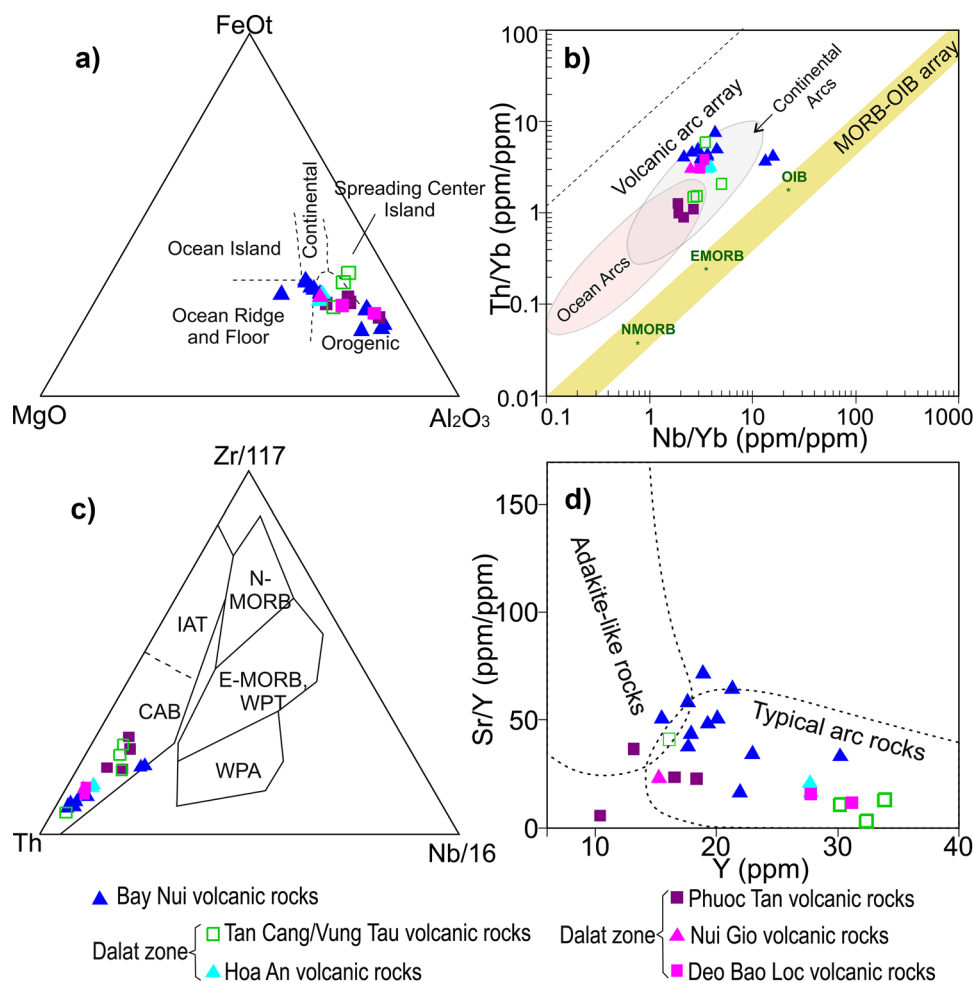 a)
FeOt
Ocean Island
Continental
Spreading Center
Island
Ocean Ridge
and Floor
Orogenic
MgO
Al₂O₃
b)
Th/Yb (ppm/ppm)
100
10
1
0.1
0.01
Volcanic arc array
Continental
Arcs
MORB-OIB array
OIB
EMORB
*
Ocean Arcs
NMORB
*
*
0.1
1
10
100
1000
Nb/Yb (ppm/ppm)
c)
Zr/117
N-
MORB
IAT
E-MORB,
WPT
CAB
WPA
Th
Nb/16
d)
Sr/Y (ppm/ppm)
150
100
50
0
Adakite-like rocks
Typical arc rocks
10
20
30
40
Y (ppm)
Bay Nui volcanic rocks
Dalat zone
Tan Cang/Vung Tau volcanic rocks
Hoa An volcanic rocks
Dalat zone
Phuoc Tan volcanic rocks
Nui Gio volcanic rocks
Deo Bao Loc volcanic rocks